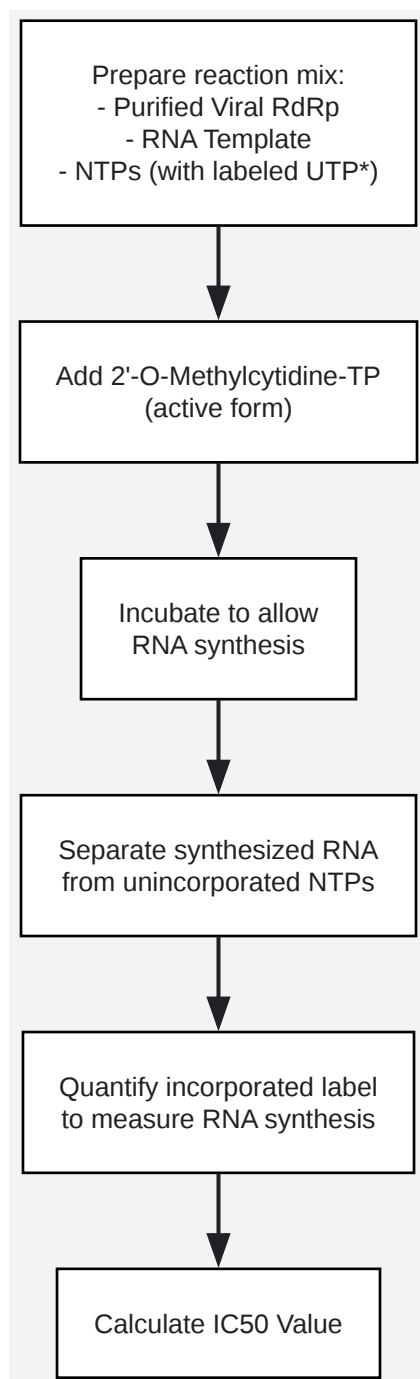 Prepare reaction mix:
- Purified Viral RdRp
- RNA Template
- NTPs (with labeled UTP*)
Add 2'-O-Methylcytidine-TP
(active form)
Incubate to allow
RNA synthesis
Separate synthesized RNA
from unincorporated NTPs
Quantify incorporated label
to measure RNA synthesis
Calculate IC50 Value